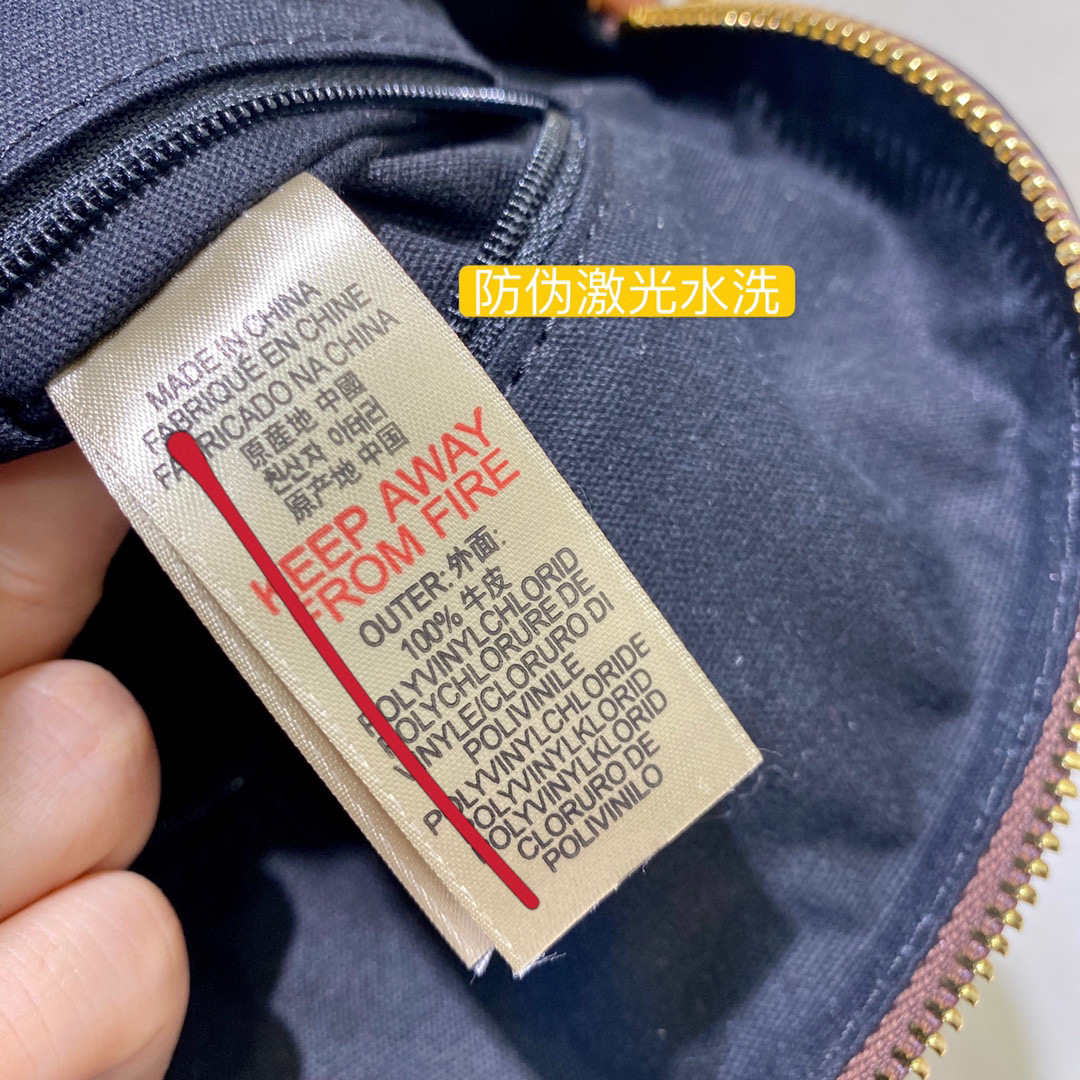 防伪激光水洗
MADE IN CHINA
FABRIQUÉ EN CHINE
FABRICADO NA CHINA
原産地 中國
원산지 아태리
原产地 中国
KEEP AWAY
FROM FIRE
OUTER: 外面:
100% 牛皮
POLYVINYLCHLORID
POLYCHLORURE DE
VINYLE/CLORURO DI
POLIVINILE
POLYVINYLCHLORIDE
POLYVINYLKLORID
POLYVINYLKLORID
CLORURO DE
POLIVINILO